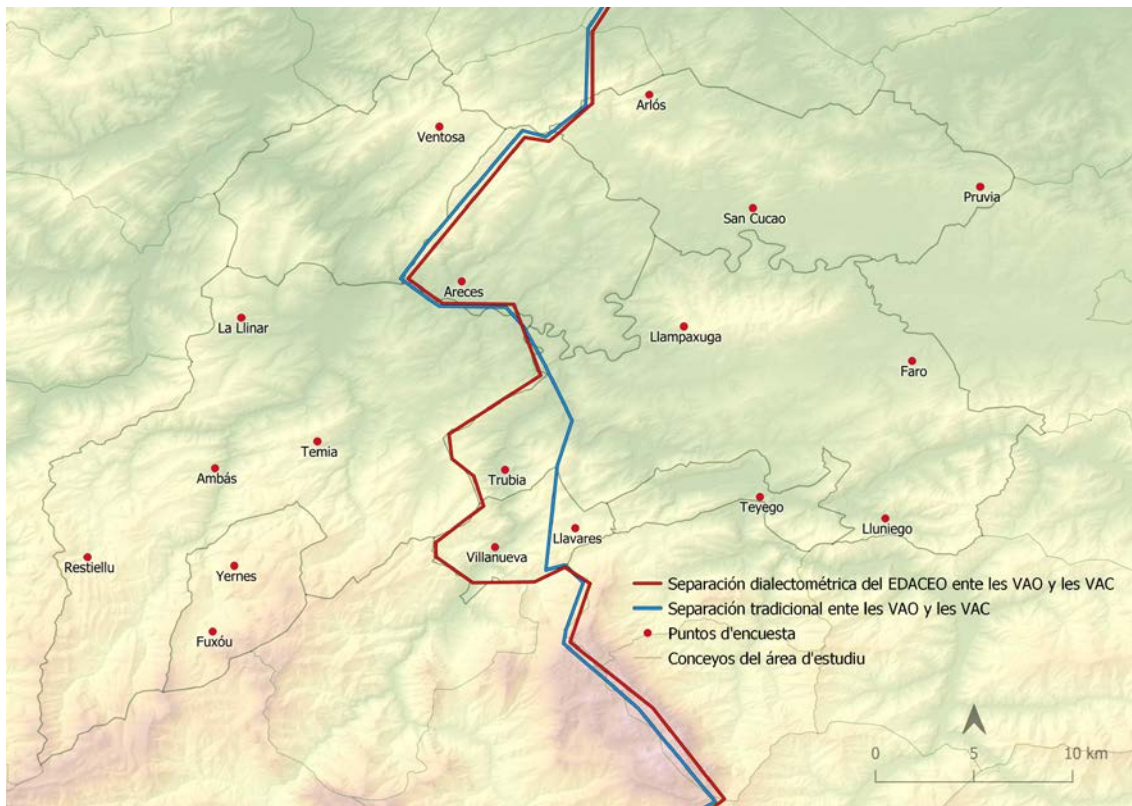 Arlós
Ventosa
Pruvia
San Cucao
Areces
La Llinar
Llampaxuga
Faro
Temia
Ambás
Trubia
Teyego
Lluniego
Llavares
Villanueva
Restiellu
Yernes
Fuxóu
Separación dialectométrica del EDACEO ente les VAO y les VAC
Separación tradicional ente les VAO y les VAC
Puntos d'encuesta
Conceyos del área d'estudiu
0 5 10 km